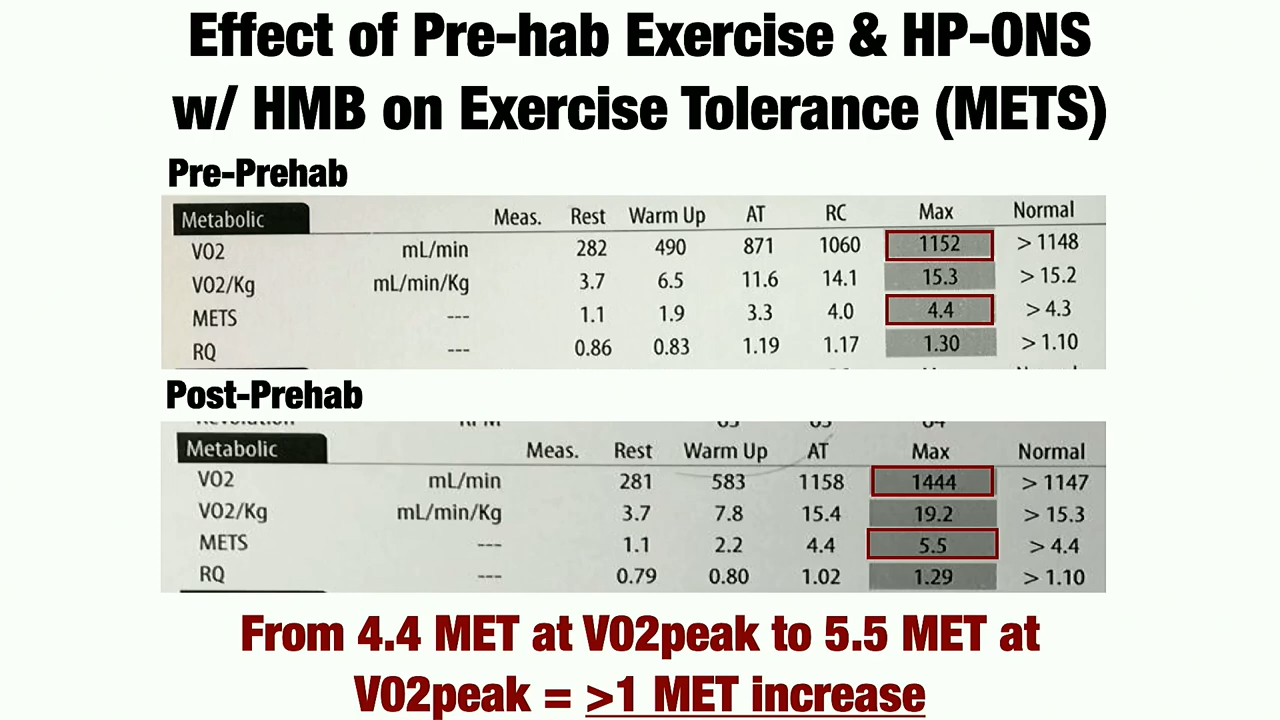 Effect of Pre-hab Exercise & HP-ONS
w/ HMB on Exercise Tolerance (METS)
Pre-Prehab
Metabolic Meas. Rest Warm Up AT RC Max Normal
VO2 mL/min 282 490 871 1060 1152 > 1148
VO2/Kg mL/min/Kg 3.7 6.5 11.6 14.1 15.3 > 15.2
METS --- 1.1 1.9 3.3 4.0 4.4 > 4.3
RQ --- 0.86 0.83 1.19 1.17 1.30 > 1.10
Post-Prehab
Metabolic Meas. Rest Warm Up AT Max Normal
VO2 mL/min 281 583 1158 1444 > 1147
VO2/Kg mL/min/Kg 3.7 7.8 15.4 19.2 > 15.3
METS --- 1.1 2.2 4.4 5.5 > 4.4
RQ --- 0.79 0.80 1.02 1.29 > 1.10
From 4.4 MET at VO2peak to 5.5 MET at
VO2peak = >1 MET increase